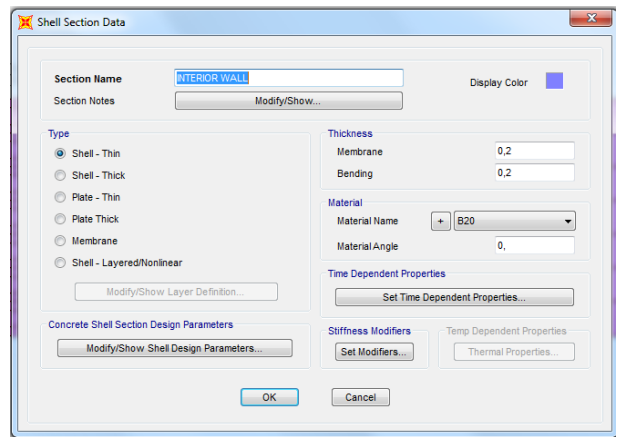 Shell Section Data
Section Name INTERIOR WALL
Section Notes Modify/Show...
Display Color
Type
Shell - Thin
Shell - Thick
Plate - Thin
Plate Thick
Membrane
Shell - Layered/Nonlinear
Modify/Show Layer Definition...
Concrete Shell Section Design Parameters
Modify/Show Shell Design Parameters...
Thickness
Membrane 0,2
Bending 0,2
Material
Material Name + B20
Material Angle 0,
Time Dependent Properties
Set Time Dependent Properties...
Stiffness Modifiers
Set Modifiers...
Temp Dependent Properties
Thermal Properties...
OK
Cancel